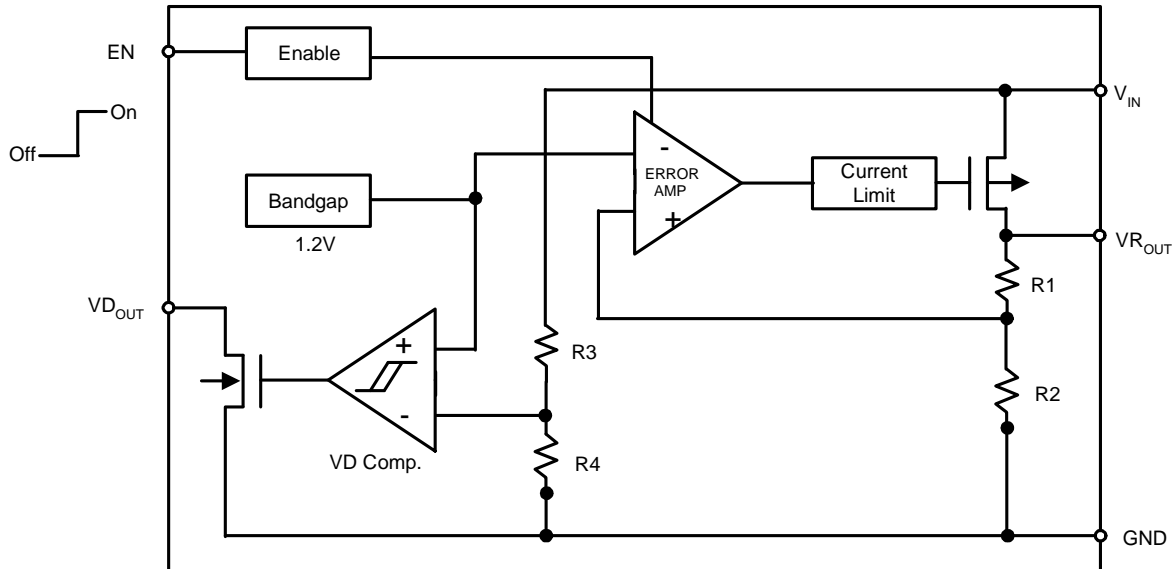 EN
Enable
On
Off
V_IN
-
ERROR
AMP
+
Current
Limit
Bandgap
1.2V
VR_OUT
R1
VD_OUT
+
R3
-
R2
VD Comp.
R4
GND